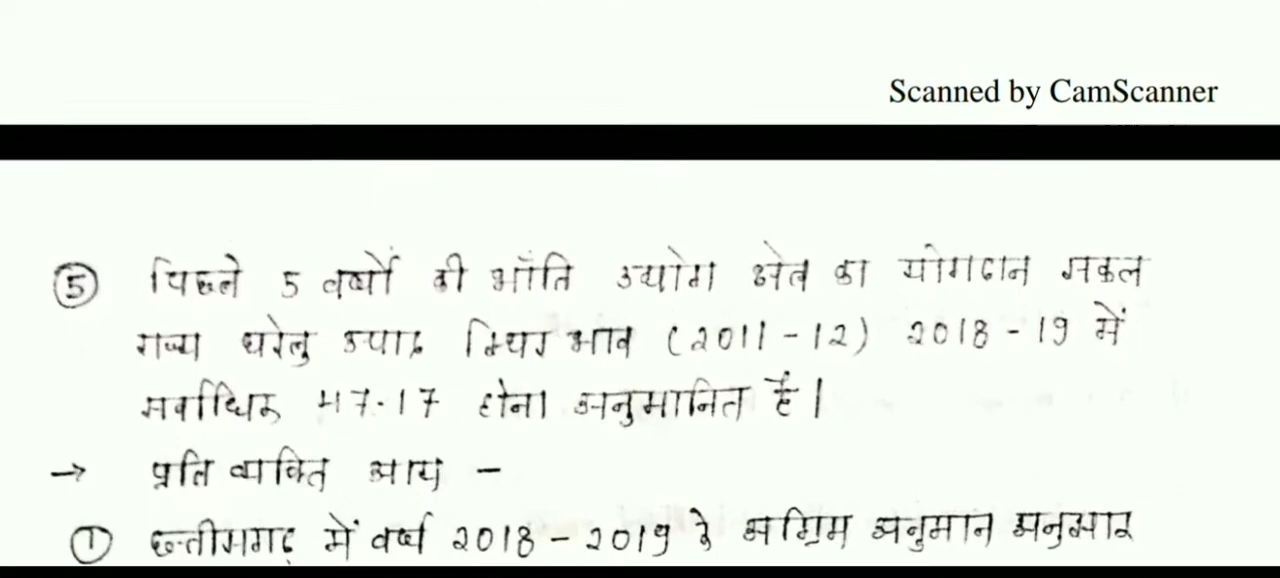 Scanned by CamScanner
⑤ पिछले 5 वर्षों की भाँति उद्योग क्षेत्र का योगदान सकल
राज्य घरेलु उत्पाद स्थिर भाव (2011-12) 2018-19 में
सर्वाधिक 47.17 होना अनुमानित है।
→ प्रति व्यक्ति आय -
① छत्तीसगढ़ में वर्ष 2018-2019 के अग्रिम अनुमान अनुसार